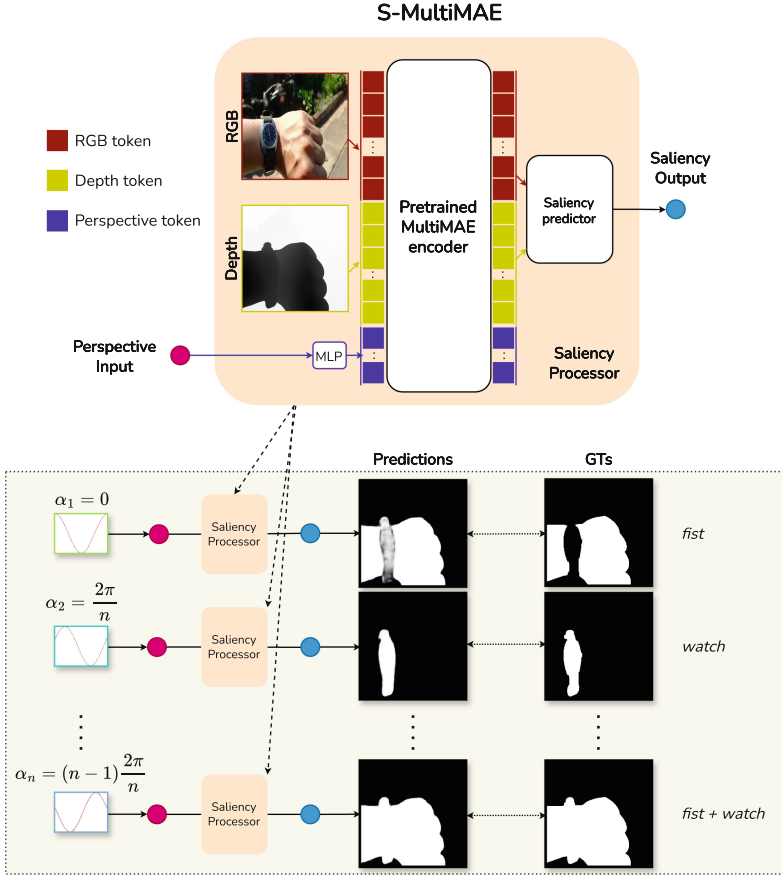 S-MultiMAE
RGB
RGB token
Depth token
Perspective token
Pretrained
MultiMAE
encoder
Saliency
predictor
Saliency
Output
Depth
Perspective
Input
MLP
Saliency
Processor
Predictions
GTs
α₁ = 0
Saliency
Processor
fist
α₂ = 2π/n
Saliency
Processor
watch
αₙ = (n − 1) 2π/n
Saliency
Processor
fist + watch